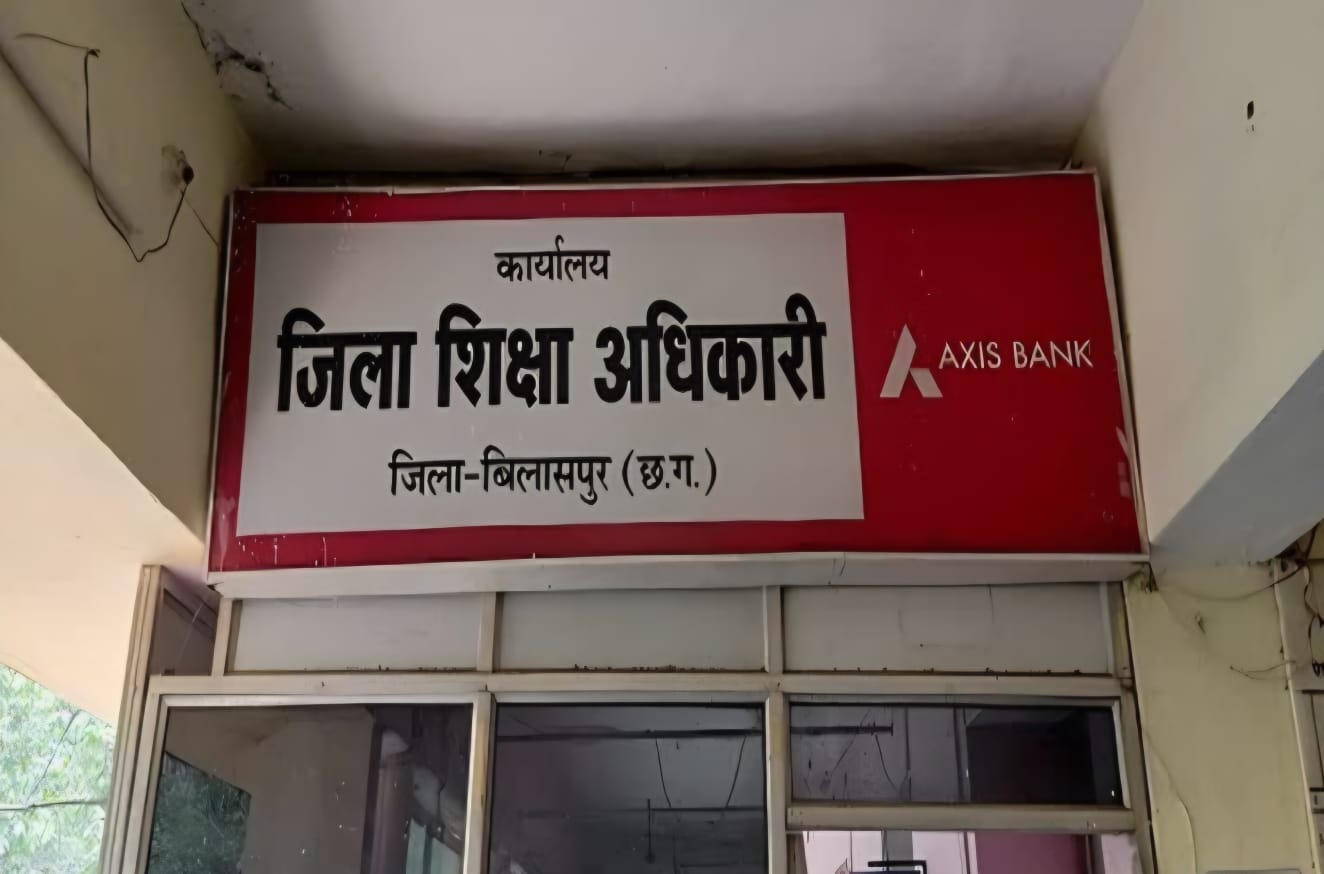 कार्यालय
जिला शिक्षा अधिकारी
जिला-बिलासपुर (छ.ग.)
AXIS BANK